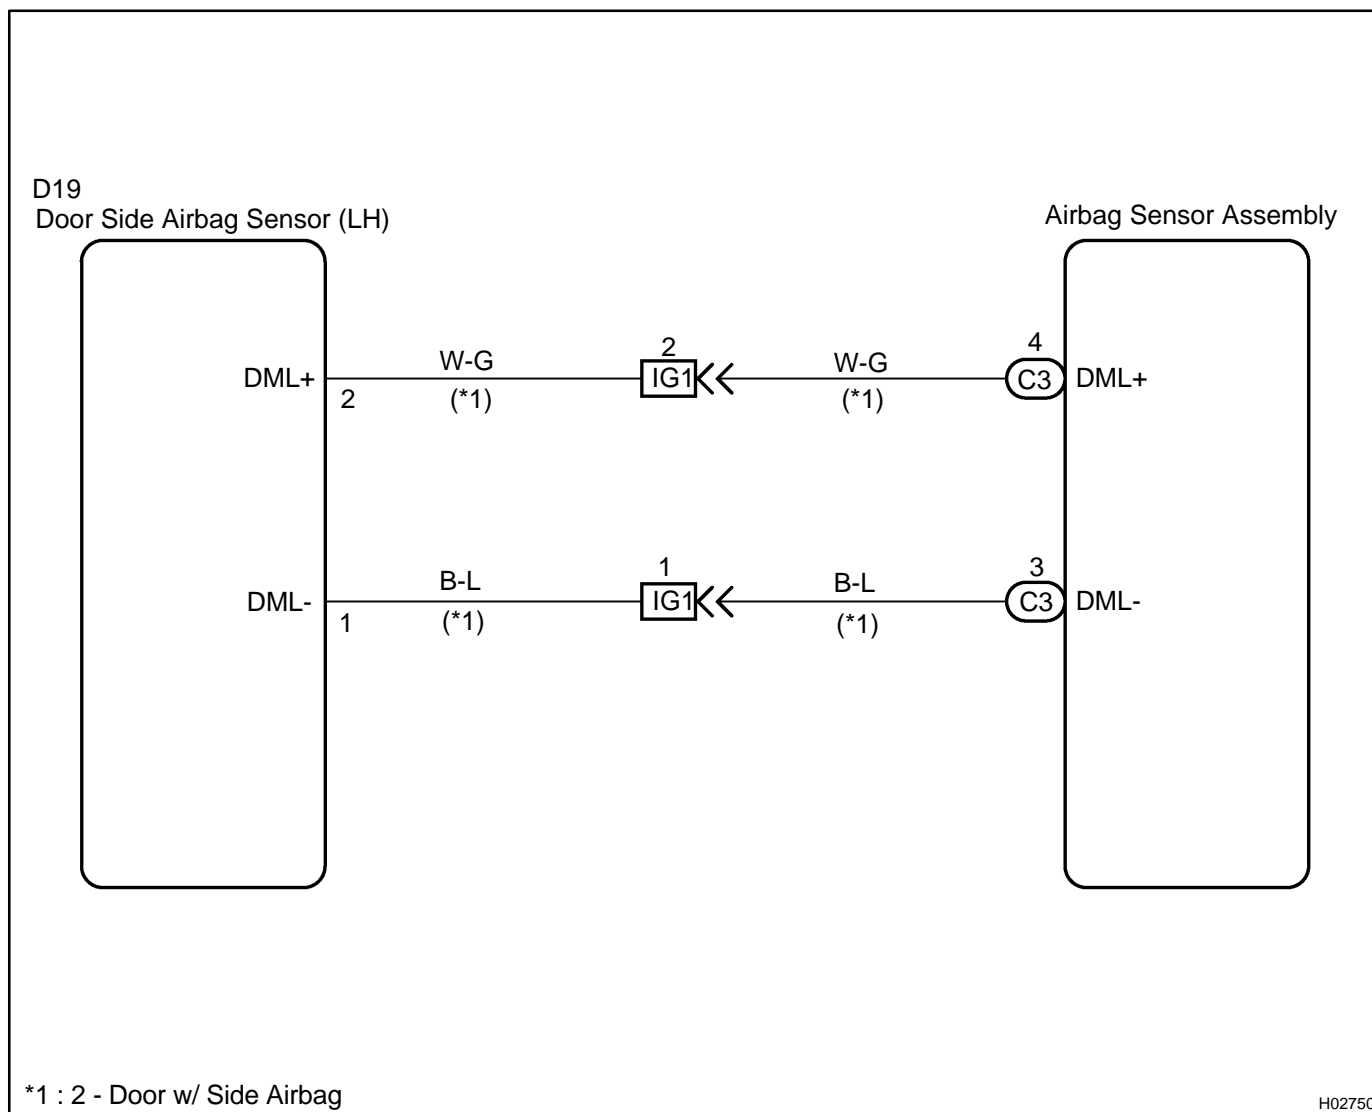 D19
Door Side Airbag Sensor (LH)
Airbag Sensor Assembly
DML+
2
W-G
(*1)
2
IG1
W-G
(*1)
4
C3
DML+
DML-
1
B-L
(*1)
1
IG1
B-L
(*1)
3
C3
DML-
*1 : 2 - Door w/ Side Airbag
H02750